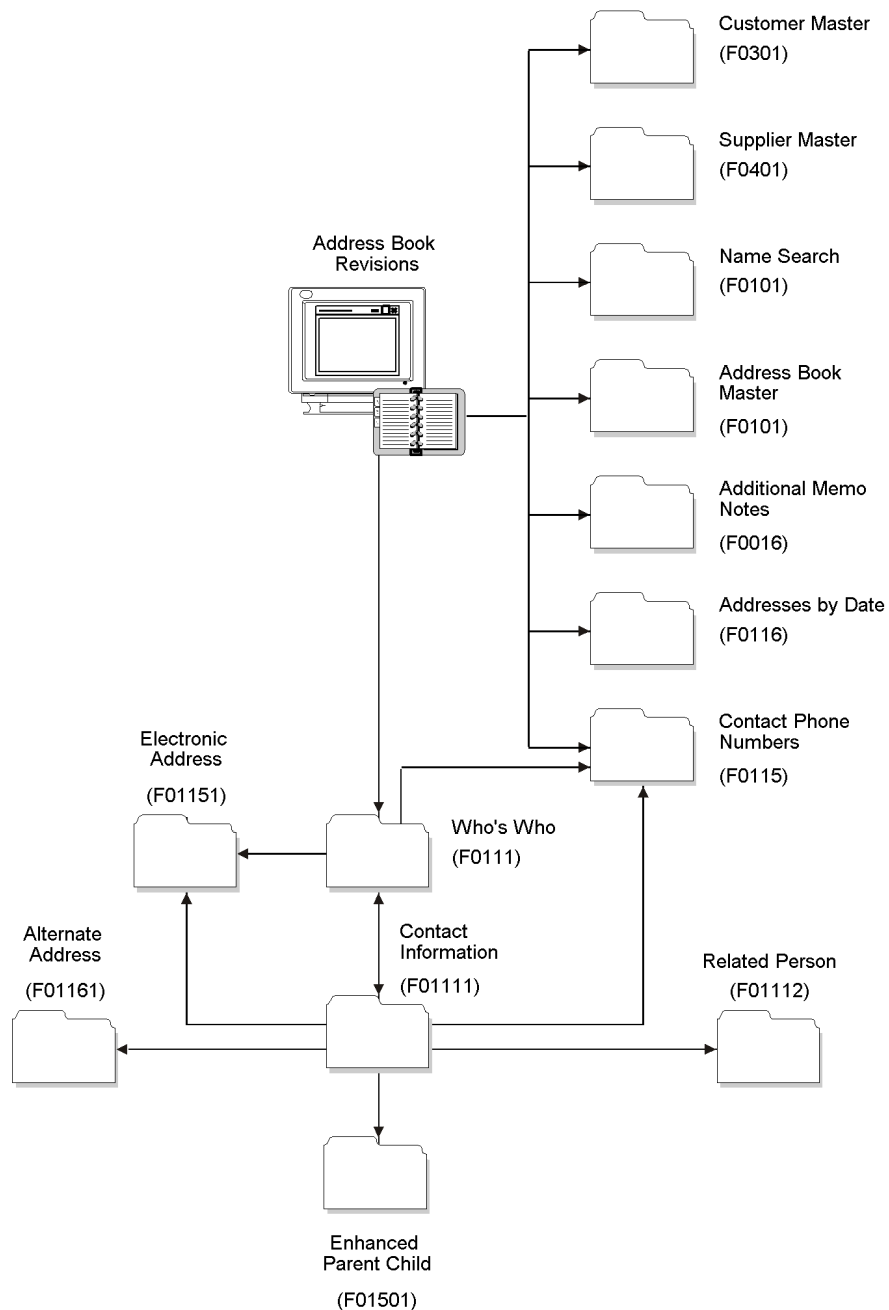 Customer Master
(F0301)
Supplier Master
(F0401)
Address Book
Revisions
Name Search
(F0101)
Address Book
Master
(F0101)
Additional Memo
Notes
(F0016)
Addresses by Date
(F0116)
Contact Phone
Numbers
(F0115)
Electronic
Address
(F01151)
Who's Who
(F0111)
Contact
Information
(F01111)
Alternate
Address
(F01161)
Related Person
(F01112)
Enhanced
Parent Child
(F01501)